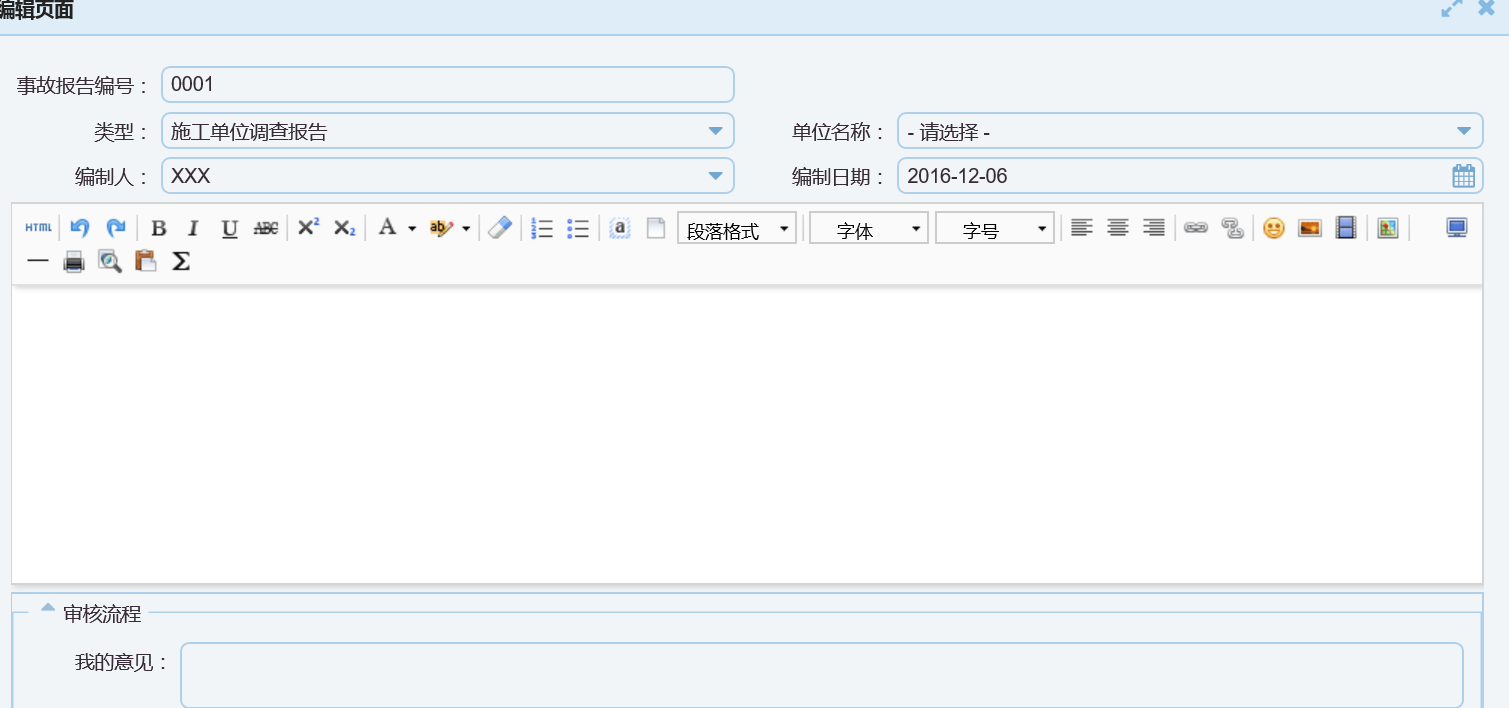 编辑页面
事故报告编号： 0001
类型： 施工单位调查报告 单位名称： - 请选择 -
编制人： XXX 编制日期： 2016-12-06
HTML B I U ABC X² X₂ A ab a 段落格式 字体 字号
Σ
审核流程
我的意见：